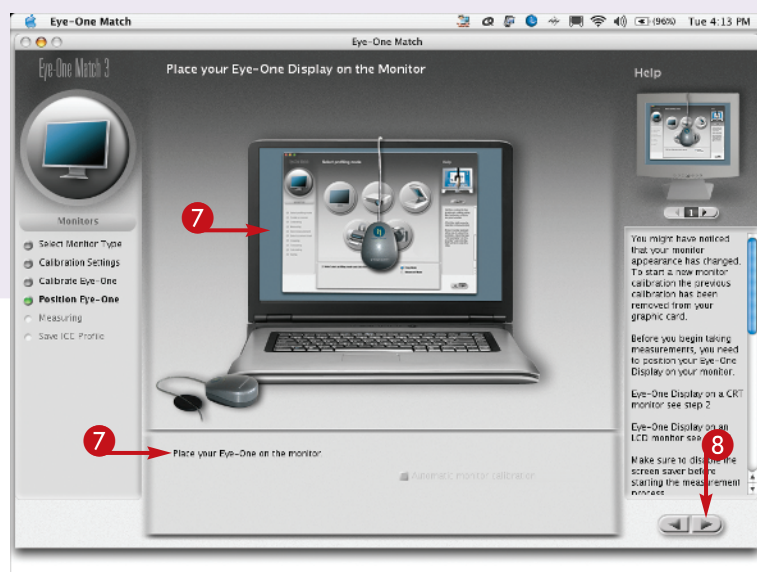 Eye-One Match
(96%) Tue 4:13 PM
Eye-One Match
Eye-One Match 3
Place your Eye-One Display on the Monitor
Help
Select profiling mode
Help
7
1
Monitors
Select Monitor Type
Calibration Settings
Calibrate Eye-One
Position Eye-One
Measuring
Save ICC Profile
You might have noticed
that your monitor
appearance has changed.
To start a new monitor
calibration the previous
calibration has been
removed from your
graphic card.
Before you begin taking
measurements, you need
to position your Eye-One
Display on your monitor.
Eye-One Display on a CRT
monitor see step 2
Eye-One Display on an
LCD monitor see
8
Make sure to disable the
screen saver before
starting the measurement
process
7
Place your Eye-One on the monitor
Automatic monitor calibration